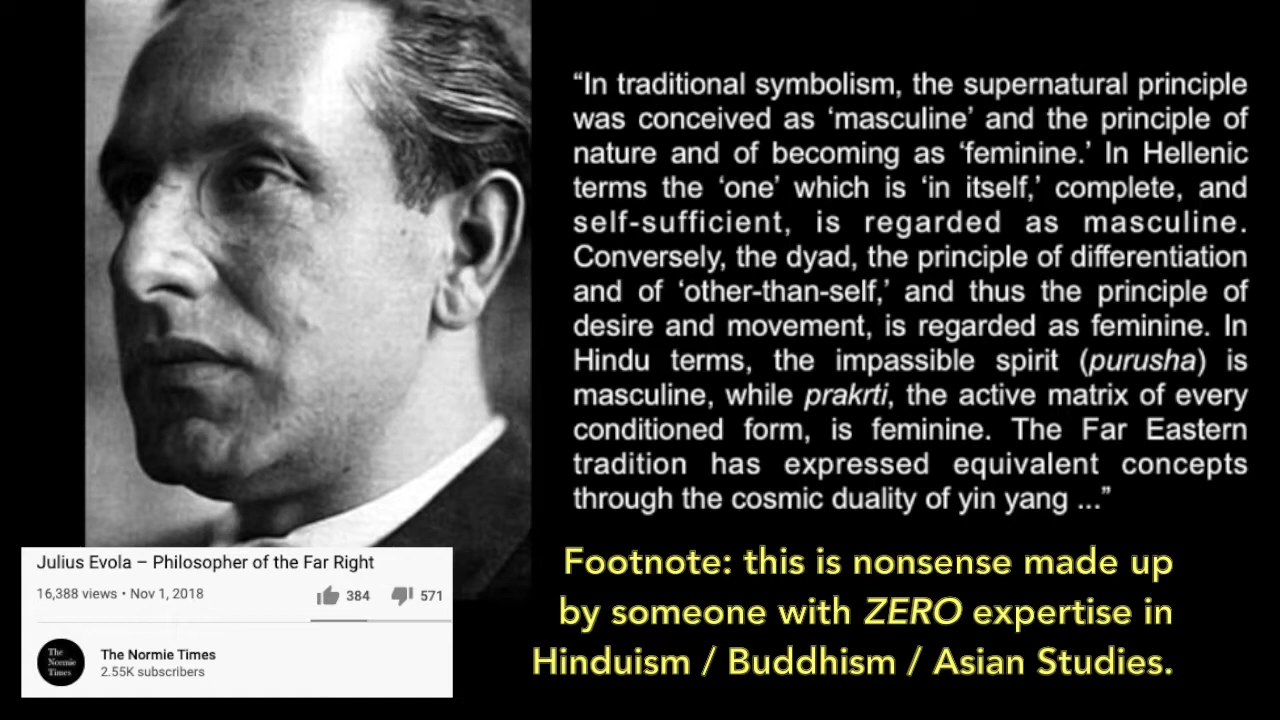 “In traditional symbolism, the supernatural principle
was conceived as ‘masculine’ and the principle of
nature and of becoming as ‘feminine.’ In Hellenic
terms the ‘one’ which is ‘in itself,’ complete, and
self-sufficient, is regarded as masculine.
Conversely, the dyad, the principle of differentiation
and of ‘other-than-self,’ and thus the principle of
desire and movement, is regarded as feminine. In
Hindu terms, the impassible spirit (purusha) is
masculine, while prakrti, the active matrix of every
conditioned form, is feminine. The Far Eastern
tradition has expressed equivalent concepts
through the cosmic duality of yin yang ...”
Julius Evola – Philosopher of the Far Right
16,388 views • Nov 1, 2018 384 571
The
Normie
Times
The Normie Times
2.55K subscribers
Footnote: this is nonsense made up
by someone with ZERO expertise in
Hinduism / Buddhism / Asian Studies.